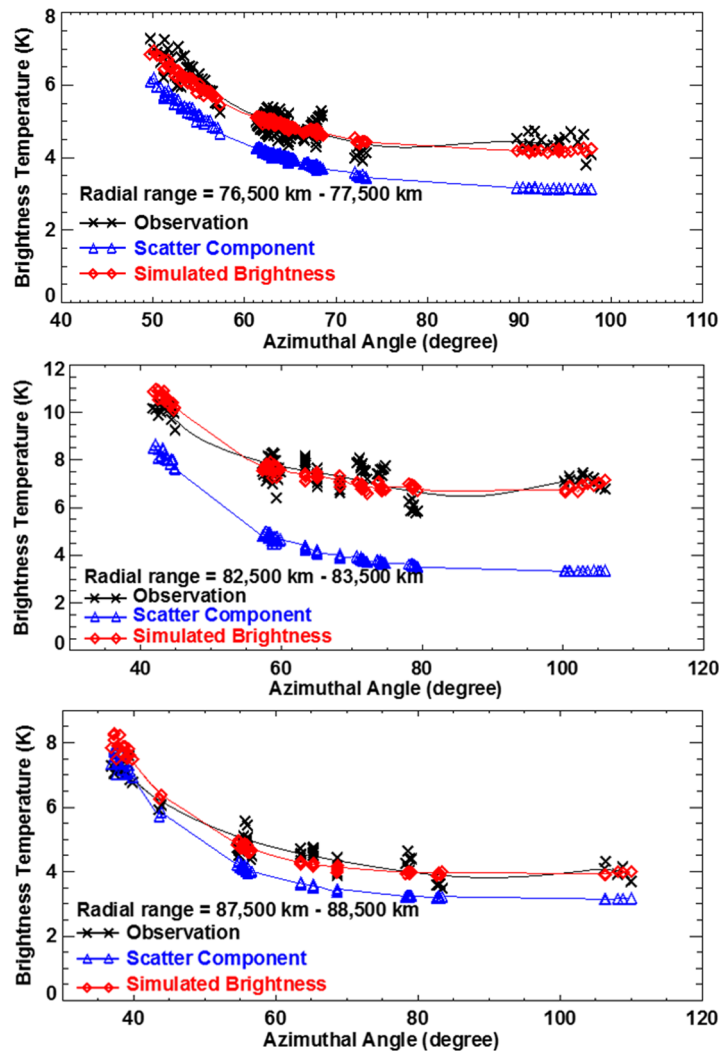 Brightness Temperature (K)
8
6
4
2
0
Radial range = 76,500 km - 77,500 km
Observation
Scatter Component
Simulated Brightness
40 50 60 70 80 90 100 110
Azimuthal Angle (degree)
Brightness Temperature (K)
12
10
8
6
4
2
0
Radial range = 82,500 km - 83,500 km
Observation
Scatter Component
Simulated Brightness
40 60 80 100 120
Azimuthal Angle (degree)
Brightness Temperature (K)
8
6
4
2
0
Radial range = 87,500 km - 88,500 km
Observation
Scatter Component
Simulated Brightness
40 60 80 100 120
Azimuthal Angle (degree)